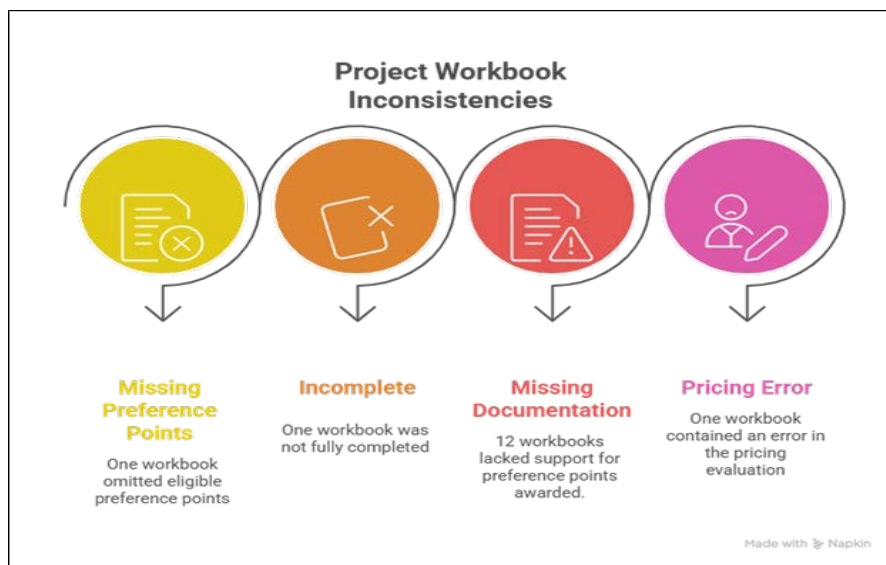 Project Workbook
Inconsistencies
Missing
Preference
Points
One workbook
omitted eligible
preference points
Incomplete
One workbook was
not fully completed
Missing
Documentation
12 workbooks
lacked support for
preference points
awarded.
Pricing Error
One workbook
contained an error in
the pricing
evaluation
Made with Napkin